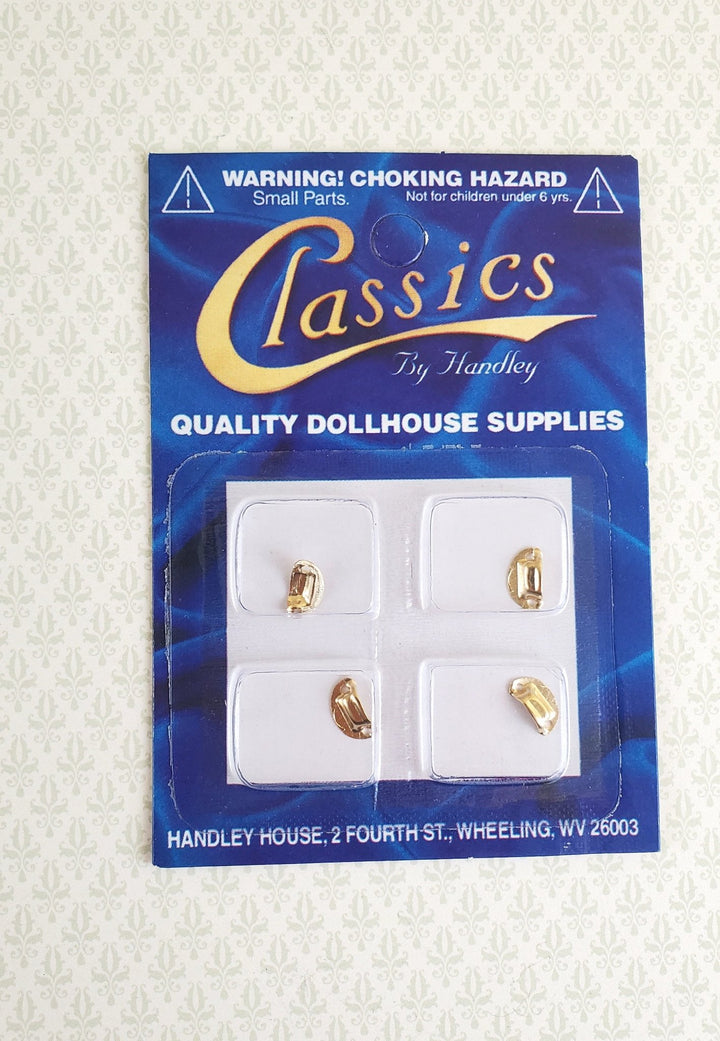 WARNING! CHOKING HAZARD
Small Parts. Not for children under 6 yrs.
Classics
By Handley
QUALITY DOLLHOUSE SUPPLIES
HANDLEY HOUSE, 2 FOURTH ST., WHEELING, WV 26003